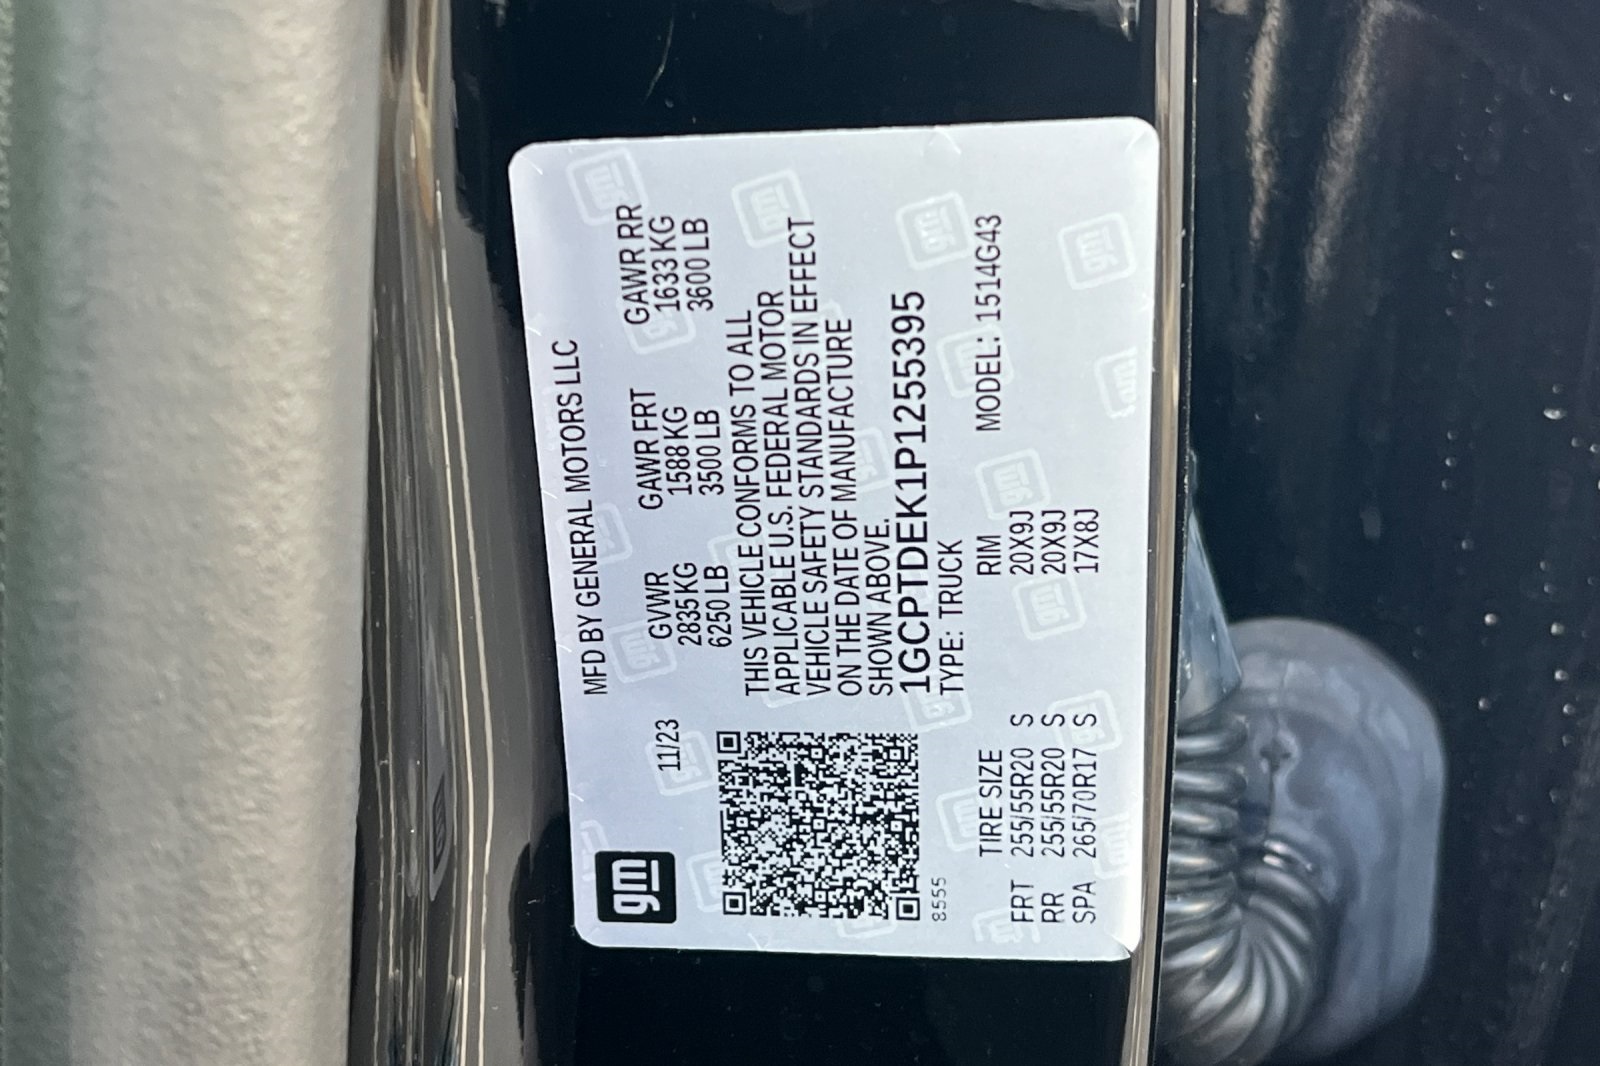 gm
11/23
MFD BY GENERAL MOTORS LLC
GVWR GAWR FRT GAWR RR
2835 KG 1588 KG 1633 KG
6250 LB 3500 LB 3600 LB
THIS VEHICLE CONFORMS TO ALL
APPLICABLE U.S. FEDERAL MOTOR
VEHICLE SAFETY STANDARDS IN EFFECT
ON THE DATE OF MANUFACTURE
SHOWN ABOVE.
1GCPTDEK1P1255395
8555
TYPE: TRUCK
MODEL: 1514G43
TIRE SIZE RIM
FRT 255/55R20 S 20X9J
RR 255/55R20 S 20X9J
SPA 265/70R17 S 17X8J